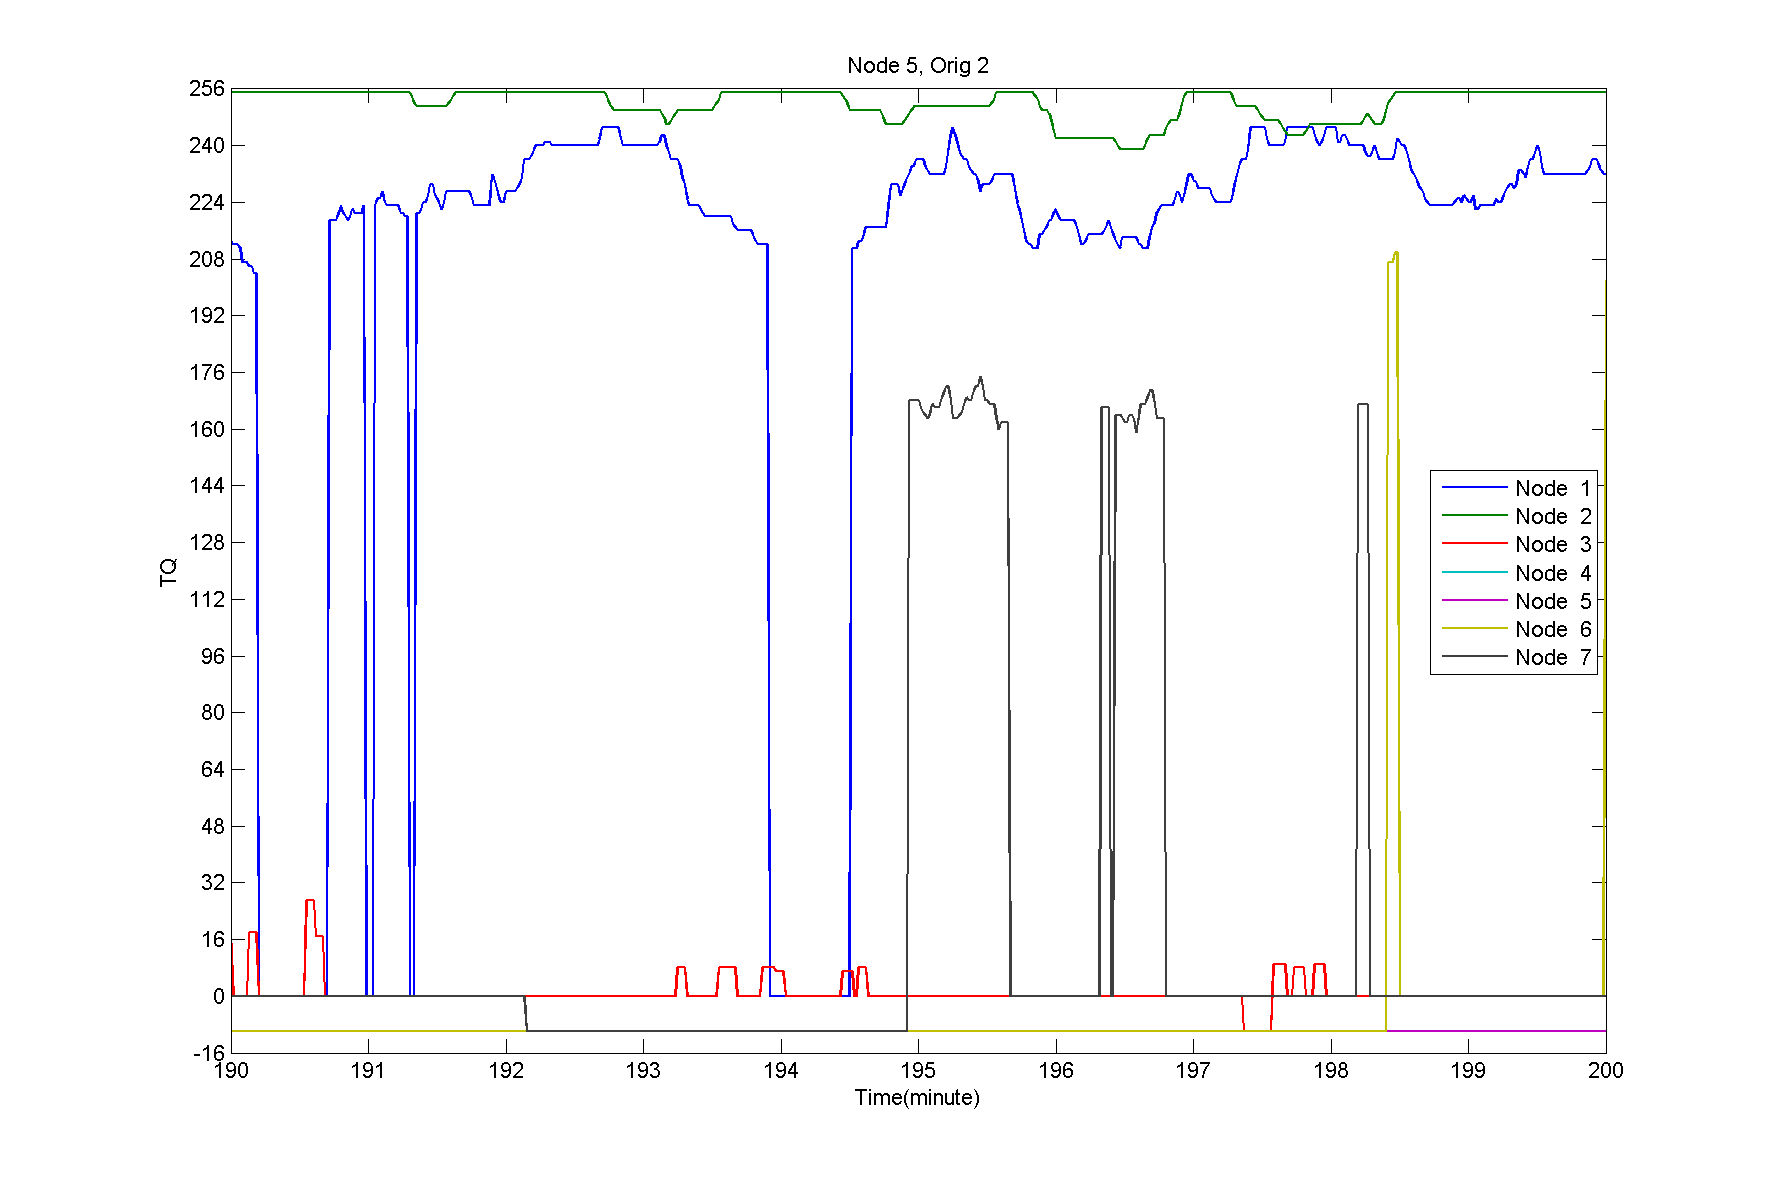 Node 5, Orig 2
256
240
224
208
192
176
160
144
128
112
96
80
64
48
32
16
0
-16
TQ
Node 1
Node 2
Node 3
Node 4
Node 5
Node 6
Node 7
190 191 192 193 194 195 196 197 198 199 200
Time(minute)